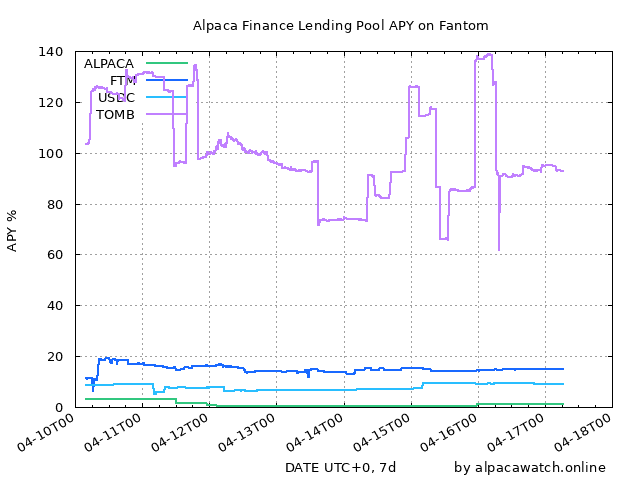 Alpaca Finance Lending Pool APY on Fantom
140
120
100
80
60
40
20
0
APY %
ALPACA
FTM
USDC
TOMB
04-10T00
04-11T00
04-12T00
04-13T00
04-14T00
04-15T00
04-16T00
04-17T00
04-18T00
DATE UTC+0, 7d
by alpacawatch.online